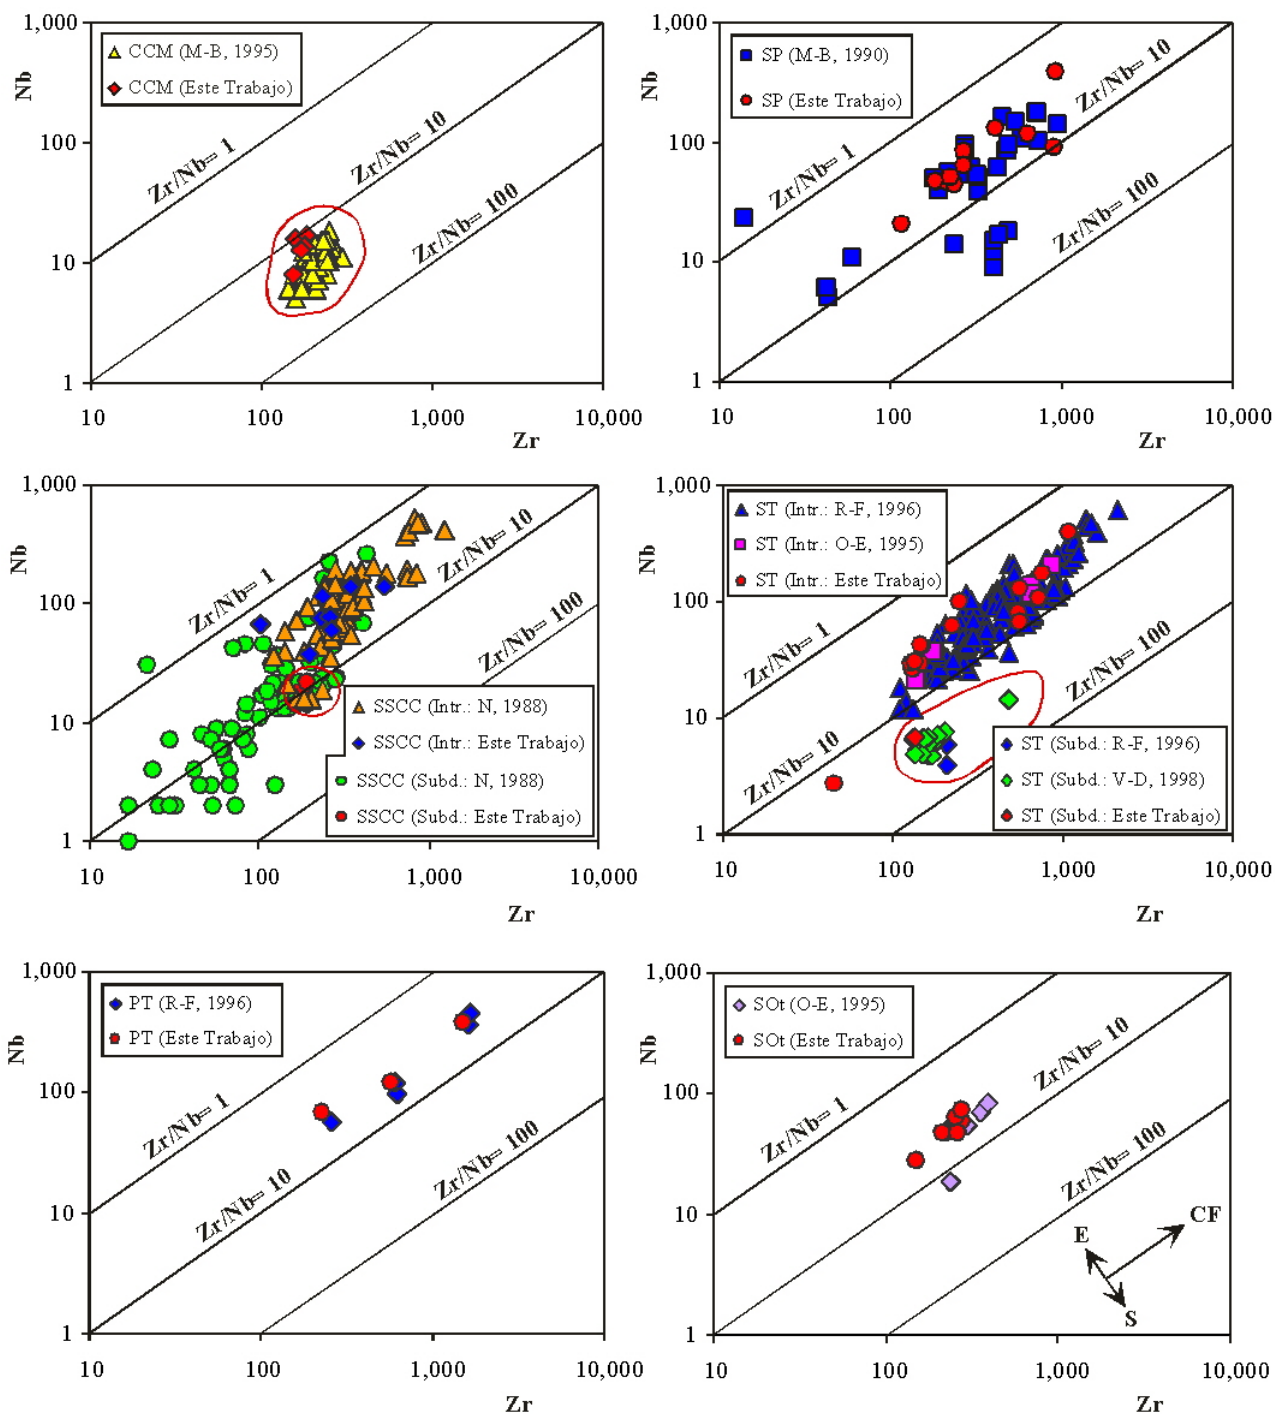 1,000
100
10
1
Nb
CCM (M-B, 1995)
CCM (Este Trabajo)
Zr/Nb= 1
Zr/Nb= 10
Zr/Nb= 100
10
100
1,000
10,000
Zr
1,000
100
10
1
Nb
SP (M-B, 1990)
SP (Este Trabajo)
Zr/Nb= 1
Zr/Nb= 10
Zr/Nb= 100
10
100
1,000
10,000
Zr
1,000
100
10
1
Nb
Zr/Nb= 1
Zr/Nb= 10
Zr/Nb= 100
SSCC (Intr.: N, 1988)
SSCC (Intr.: Este Trabajo)
SSCC (Subd.: N, 1988)
SSCC (Subd.: Este Trabajo)
10
100
1,000
10,000
Zr
1,000
100
10
1
Nb
ST (Intr.: R-F, 1996)
ST (Intr.: O-E, 1995)
ST (Intr.: Este Trabajo)
Zr/Nb= 1
Zr/Nb= 100
Zr/Nb= 10
ST (Subd.: R-F, 1996)
ST (Subd.: V-D, 1998)
ST (Subd.: Este Trabajo)
10
100
1,000
10,000
Zr
1,000
100
10
1
Nb
PT (R-F, 1996)
PT (Este Trabajo)
Zr/Nb= 1
Zr/Nb= 10
Zr/Nb= 100
10
100
1,000
10,000
Zr
1,000
100
10
1
Nb
SOt (O-E, 1995)
SOt (Este Trabajo)
Zr/Nb= 1
Zr/Nb= 10
Zr/Nb= 100
CF
E
S
10
100
1,000
10,000
Zr